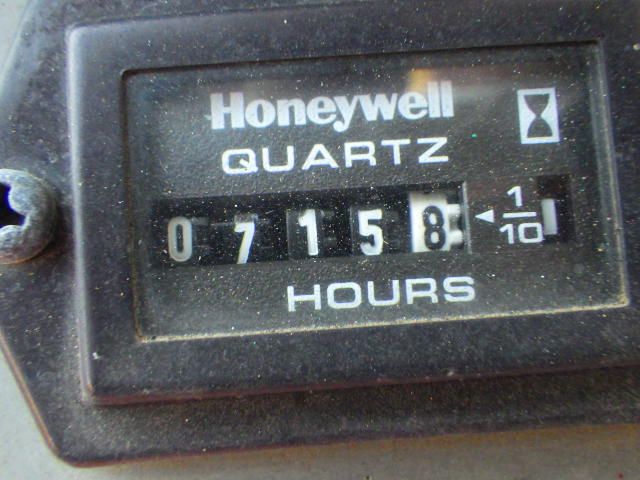 Honeywell
QUARTZ
07158 ◄ 1/10
HOURS